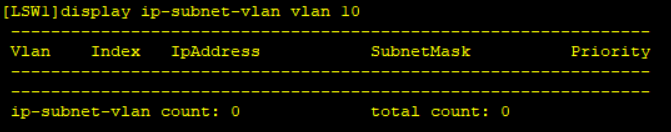 [LSW1]display ip-subnet-vlan vlan 10
----------------------------------------------------------------
Vlan Index IpAddress SubnetMask Priority
----------------------------------------------------------------
----------------------------------------------------------------
ip-subnet-vlan count: 0 total count: 0